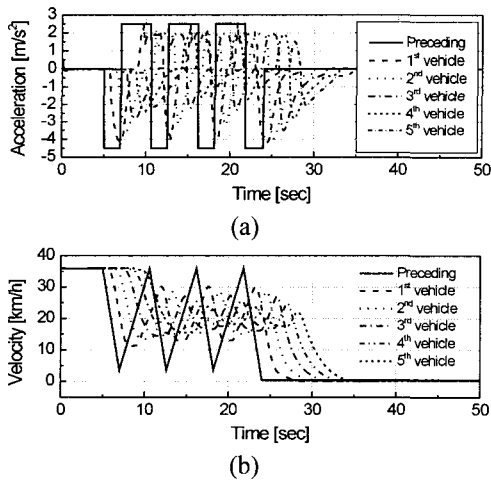 Acceleration [m/s²]
3
2
1
0
-1
-2
-3
-4
-5
0 10 20 30 40 50
Time [sec]
Preceding
1st vehicle
2nd vehicle
3rd vehicle
4th vehicle
5th vehicle
(a)
Velocity [km/h]
40
30
20
10
0
0 10 20 30 40 50
Time [sec]
Preceding
1st vehicle
2nd vehicle
3rd vehicle
4th vehicle
5th vehicle
(b)